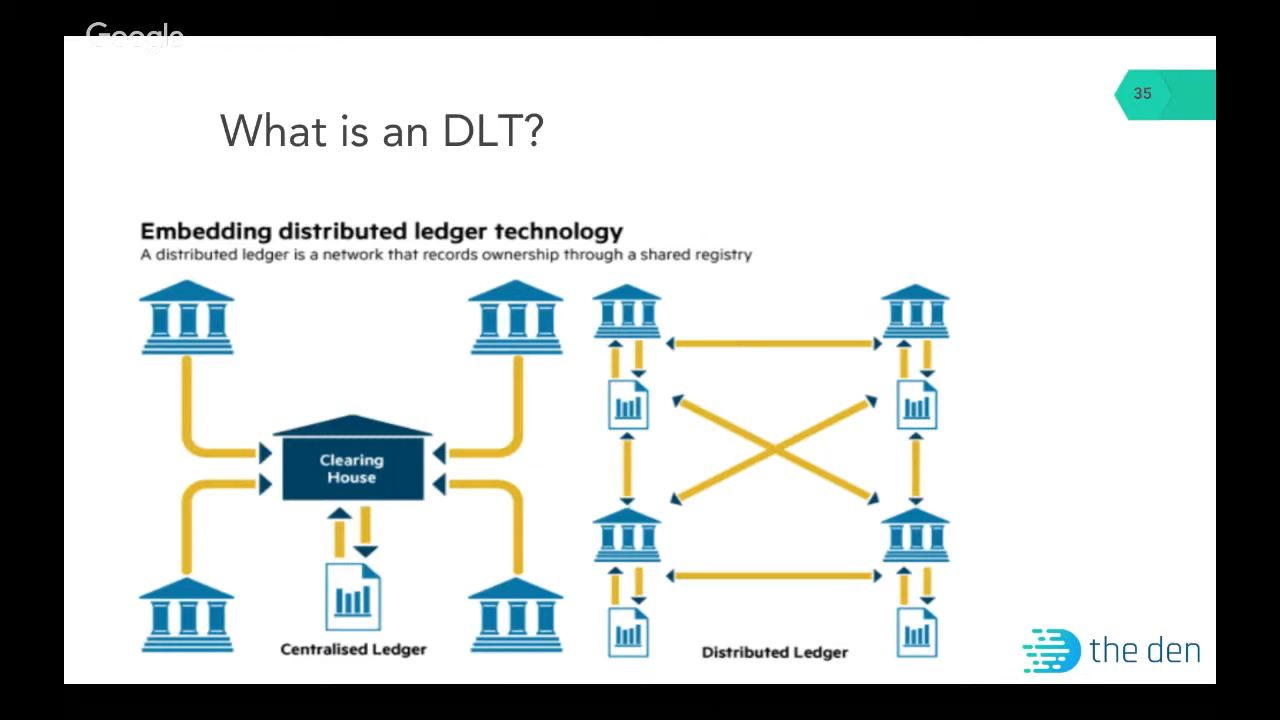 Google
35
What is an DLT?
Embedding distributed ledger technology
A distributed ledger is a network that records ownership through a shared registry
Clearing
House
Centralised Ledger
Distributed Ledger
the den